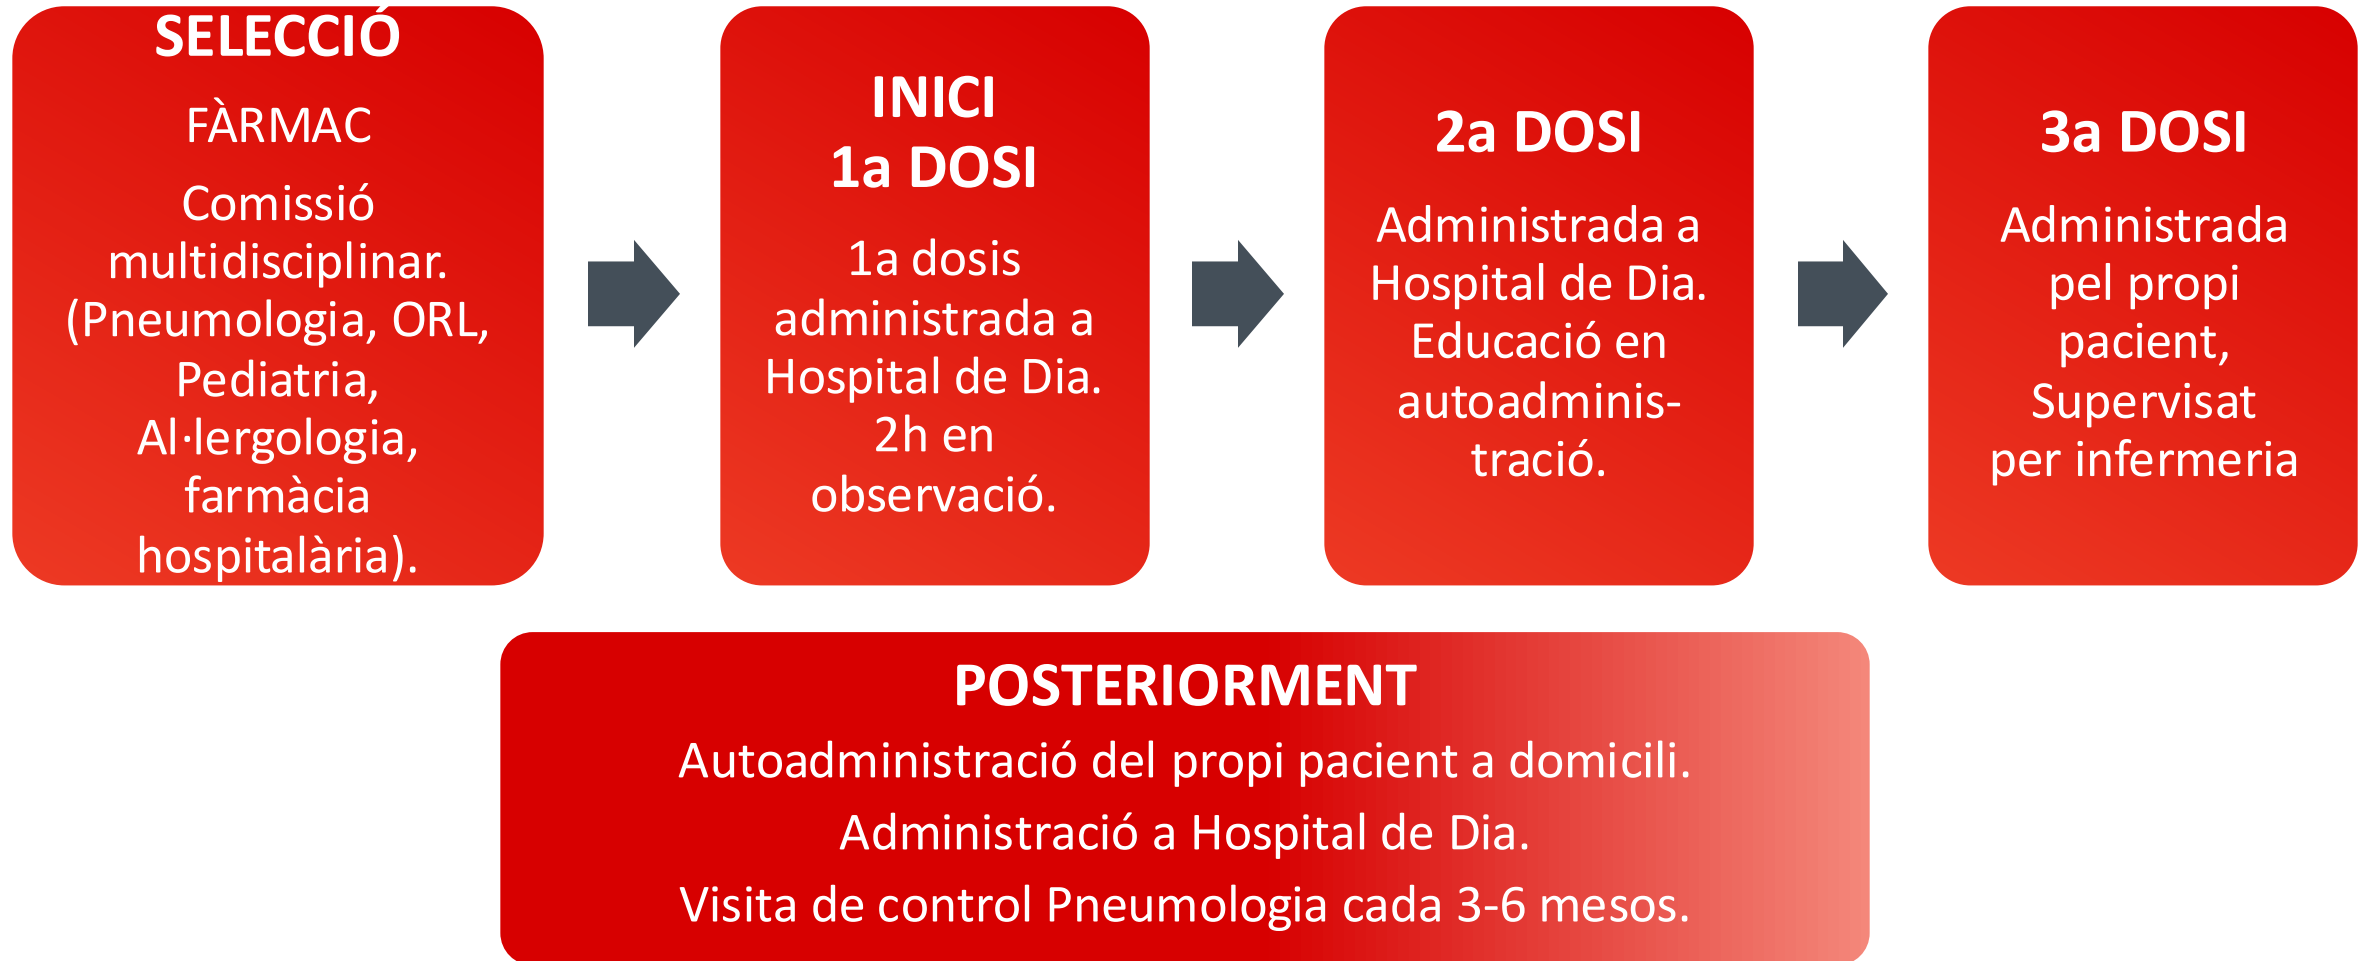 SELECCIÓ
FÀRMAC
Comissió
multidisciplinar.
(Pneumologia, ORL,
Pediatria,
Al·lergologia,
farmàcia
hospitalària).
INICI
1a DOSI
1a dosis
administrada a
Hospital de Dia.
2h en
observació.
2a DOSI
Administrada a
Hospital de Dia.
Educació en
autoadminis-
tració.
3a DOSI
Administrada
pel propi
pacient,
Supervisat
per infermeria
POSTERIORMENT
Autoadministració del propi pacient a domicili.
Administració a Hospital de Dia.
Visita de control Pneumologia cada 3-6 mesos.